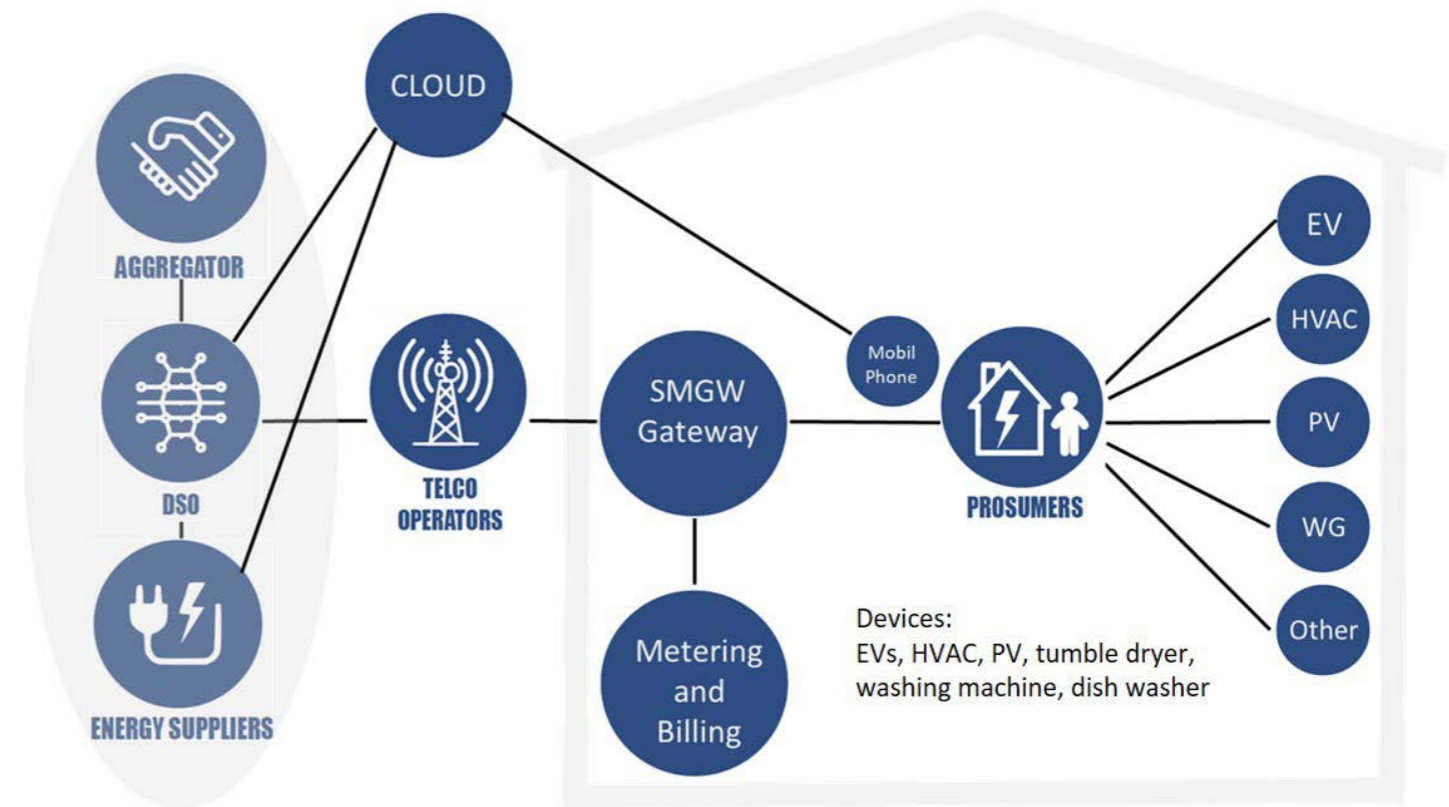 CLOUD
AGGREGATOR
DSO
ENERGY SUPPLIERS
TELCO
OPERATORS
SMGW
Gateway
Metering
and
Billing
Mobil
Phone
PROSUMERS
EV
HVAC
PV
WG
Other
Devices:
EVs, HVAC, PV, tumble dryer,
washing machine, dish washer